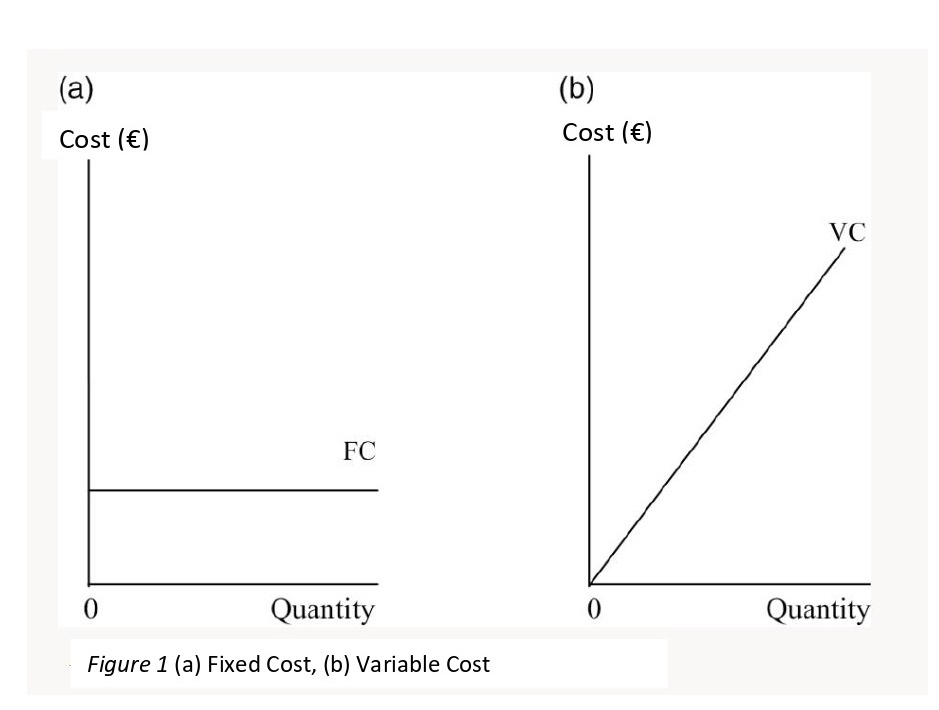 (a)
Cost (€)
FC
0 Quantity
(b)
Cost (€)
VC
0 Quantity
Figure 1 (a) Fixed Cost, (b) Variable Cost